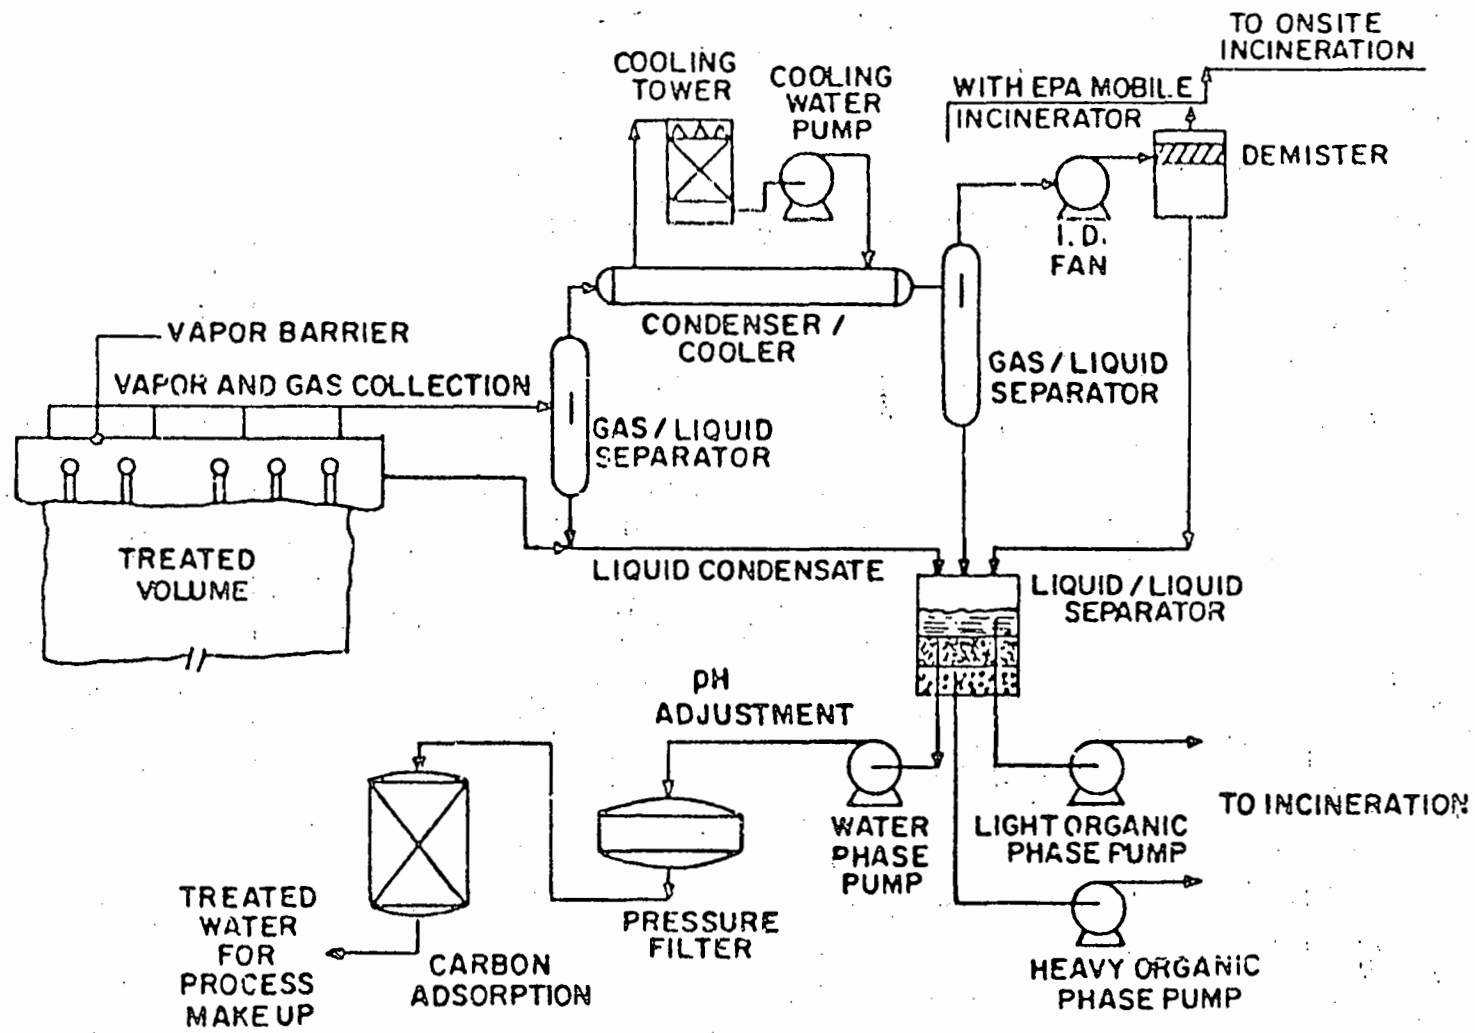 TO ONSITE
INCINERATION
COOLING
TOWER
COOLING
WATER
PUMP
WITH EPA MOBILE
INCINERATOR
DEMISTER
I.D.
FAN
VAPOR BARRIER
CONDENSER /
COOLER
VAPOR AND GAS COLLECTION
GAS / LIQUID
SEPARATOR
GAS / LIQUID
SEPARATOR
TREATED
VOLUME
LIQUID CONDENSATE
LIQUID / LIQUID
SEPARATOR
pH
ADJUSTMENT
WATER
PHASE
PUMP
LIGHT ORGANIC
PHASE PUMP
TO INCINERATION
TREATED
WATER
FOR
PROCESS
MAKE UP
CARBON
ADSORPTION
PRESSURE
FILTER
HEAVY ORGANIC
PHASE PUMP